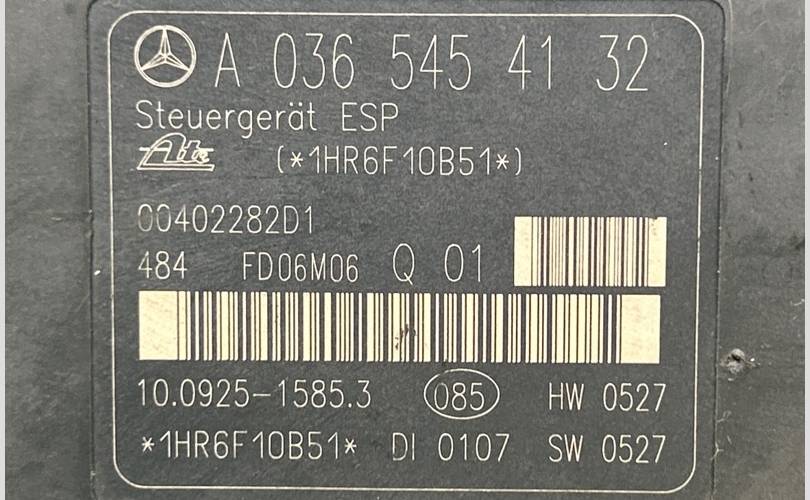 A 036 545 41 32
Steuergerät ESP
Ate (*1HR6F10B51*)
00402282D1
484 FD06M06 Q 01
10.0925-1585.3 085 HW 0527
*1HR6F10B51* DI 0107 SW 0527